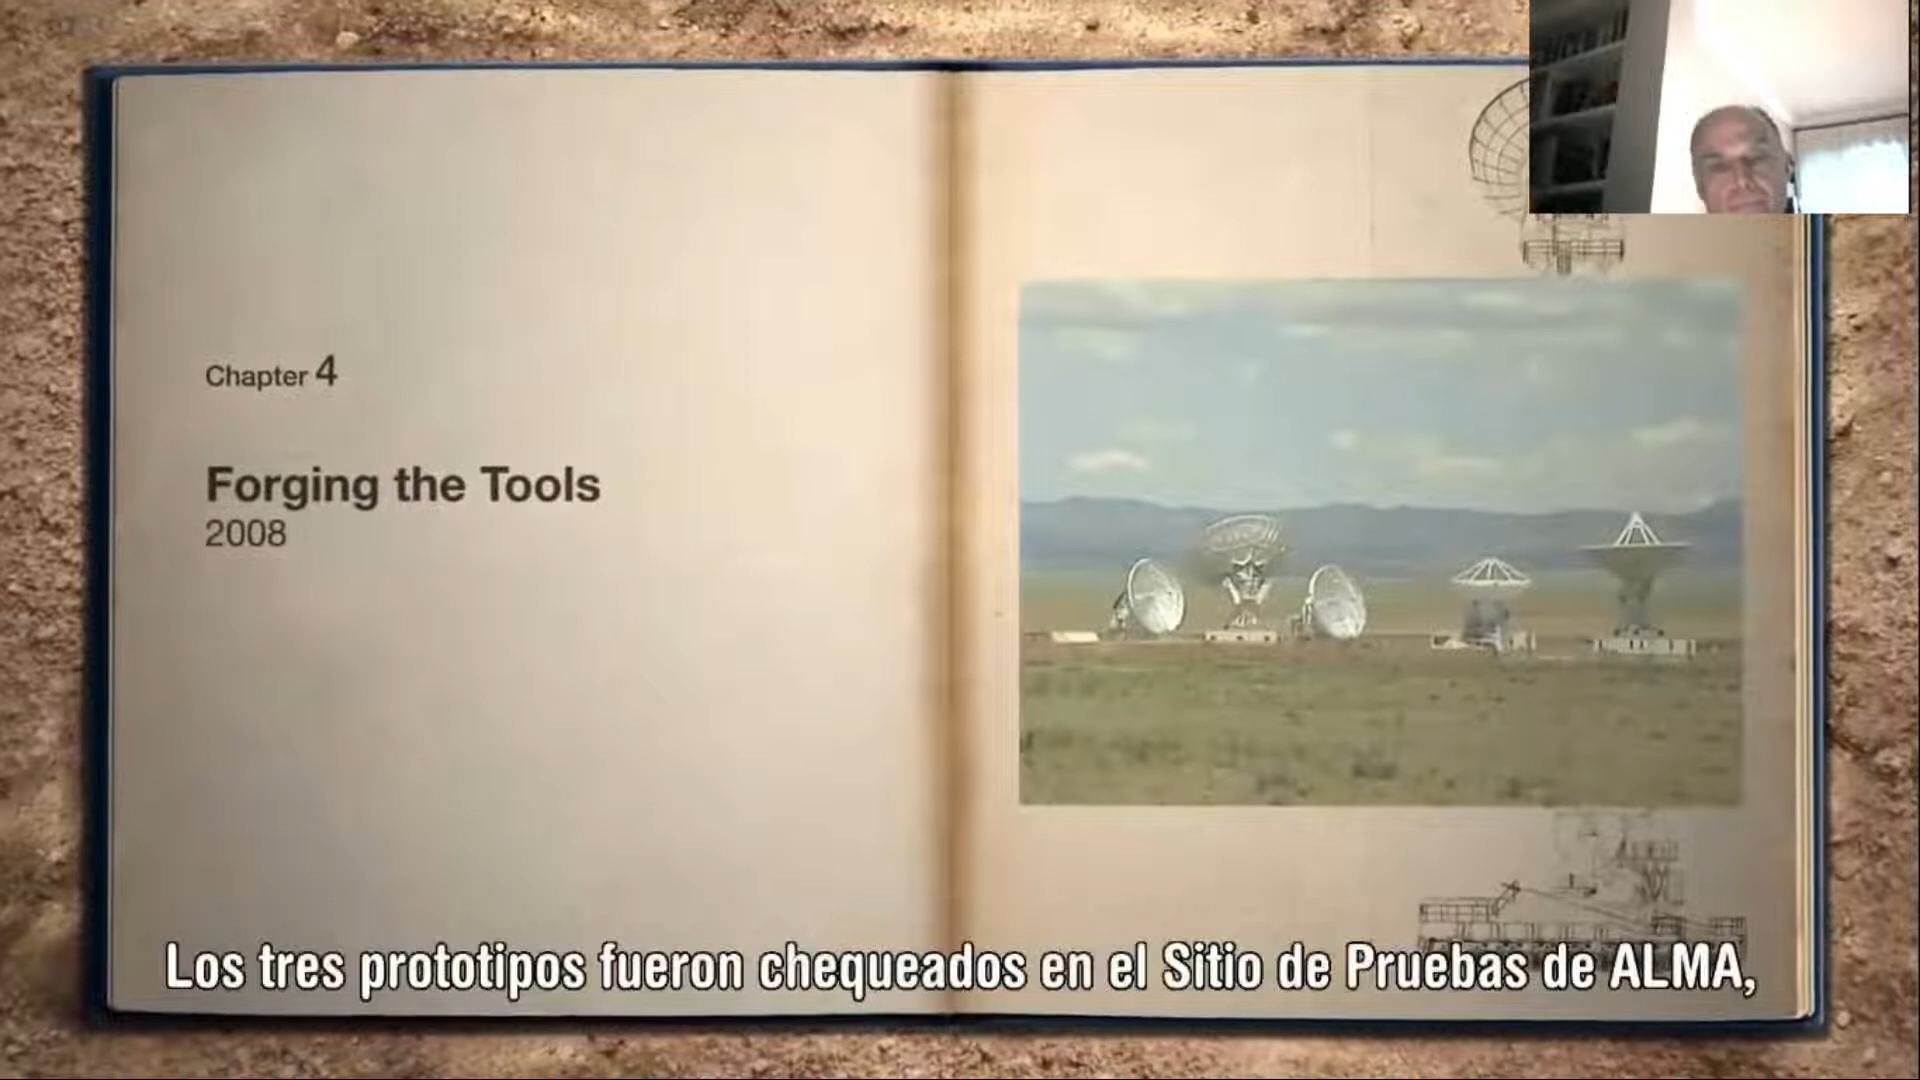 Chapter 4
Forging the Tools
2008
Los tres prototipos fueron chequeados en el Sitio de Pruebas de ALMA,